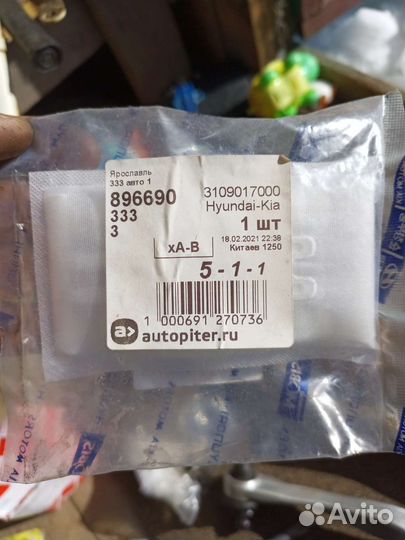 Ярославль
333 авто 1
896690
333
3
3109017000
Hyundai-Kia
1 шт
xA-B
18.02.2021 22:38
Китаев 1250
5 - 1 - 1
1 000691 270736
a>
autopiter.ru
Avito